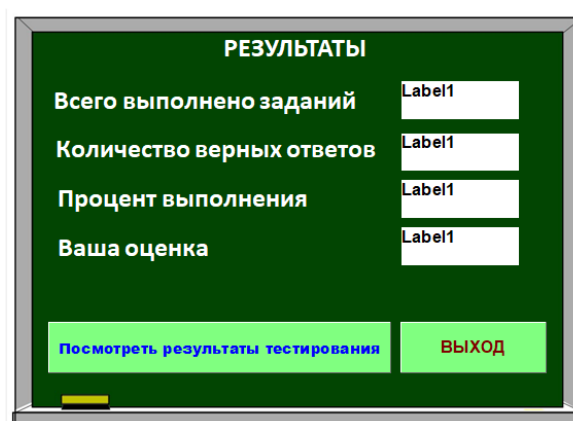 РЕЗУЛЬТАТЫ
Всего выполнено заданий Label1
Количество верных ответов Label1
Процент выполнения Label1
Ваша оценка Label1
Посмотреть результаты тестирования ВЫХОД